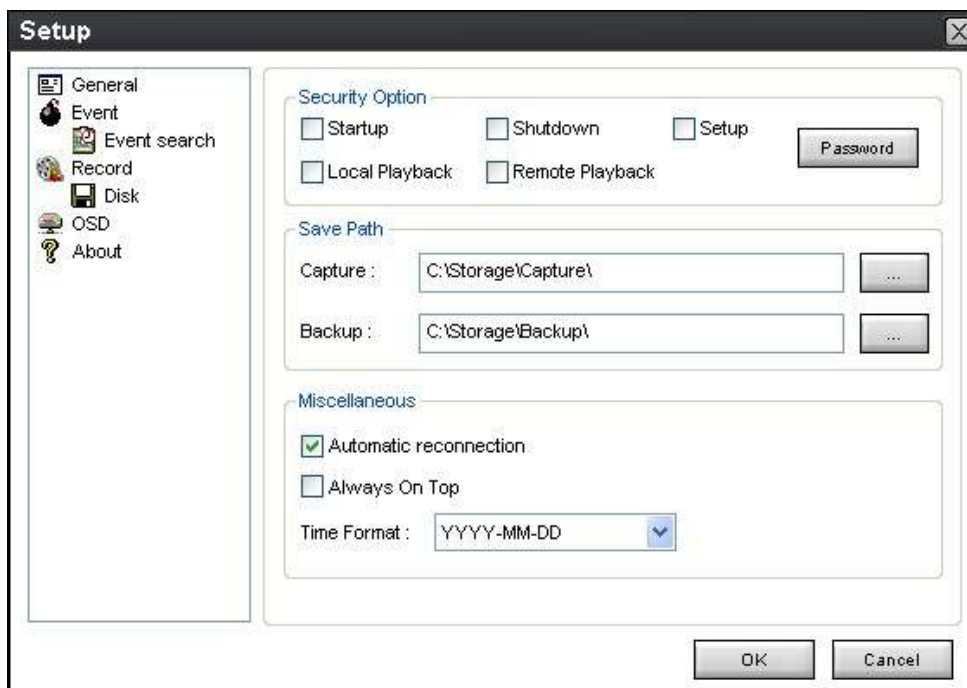 Setup
General
Event
Event search
Record
Disk
OSD
About
Security Option
Startup
Shutdown
Setup
Password
Local Playback
Remote Playback
Save Path
Capture :
C:\Storage\Capture\
...
Backup :
C:\Storage\Backup\
...
Miscellaneous
Automatic reconnection
Always On Top
Time Format :
YYYY-MM-DD
OK
Cancel